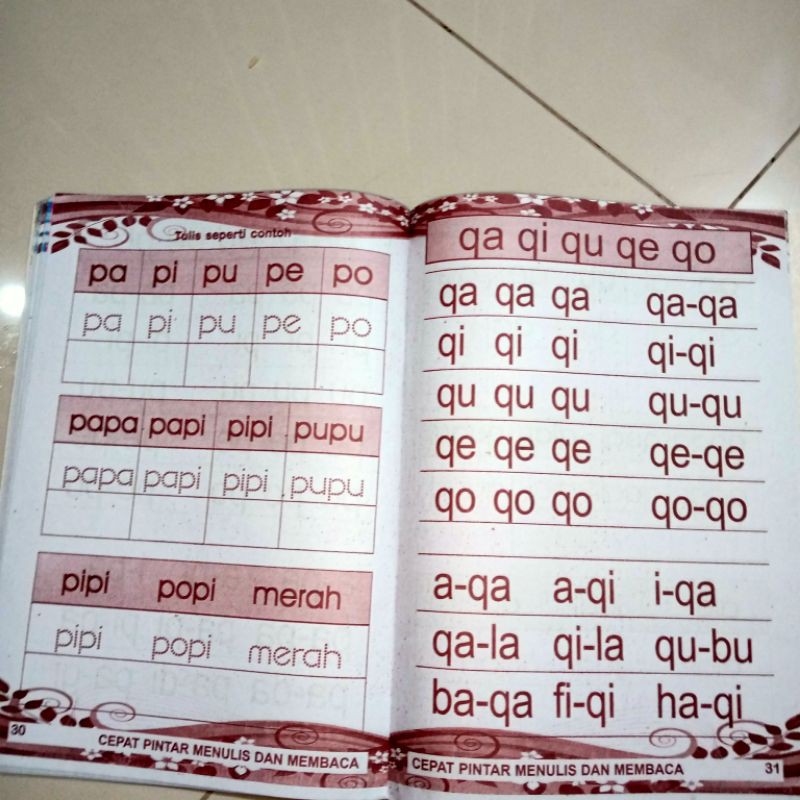 Tulis seperti contoh
pa pi pu pe po
pa pi pu pe po
papa papi pipi pupu
papa papi pipi pupu
pipi popi merah
pipi popi merah
30
CEPAT PINTAR MENULIS DAN MEMBACA
qa qi qu qe qo
qa qa qa qa-qa
qi qi qi qi-qi
qu qu qu qu-qu
qe qe qe qe-qe
qo qo qo qo-qo
a-qa a-qi i-qa
qa-la qi-la qu-bu
ba-qa fi-qi ha-qi
CEPAT PINTAR MENULIS DAN MEMBACA
31